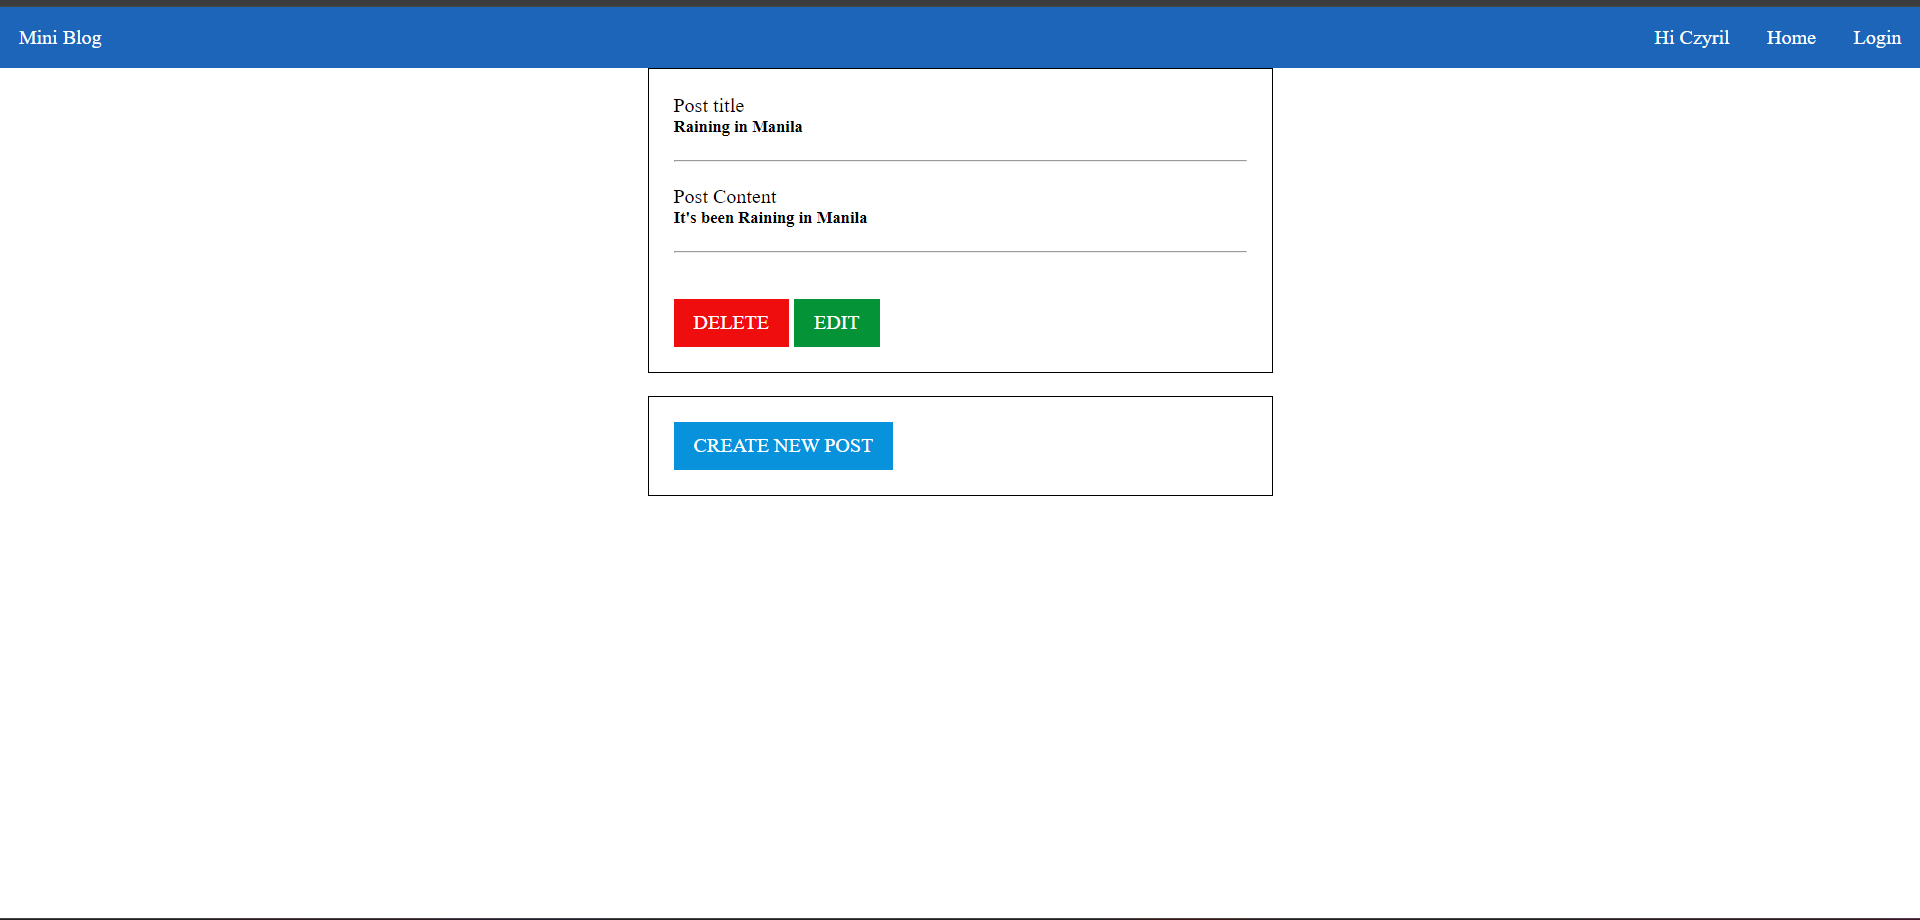 Mini Blog Hi Czyril Home Login
Post title
Raining in Manila
Post Content
It's been Raining in Manila
DELETE EDIT
CREATE NEW POST